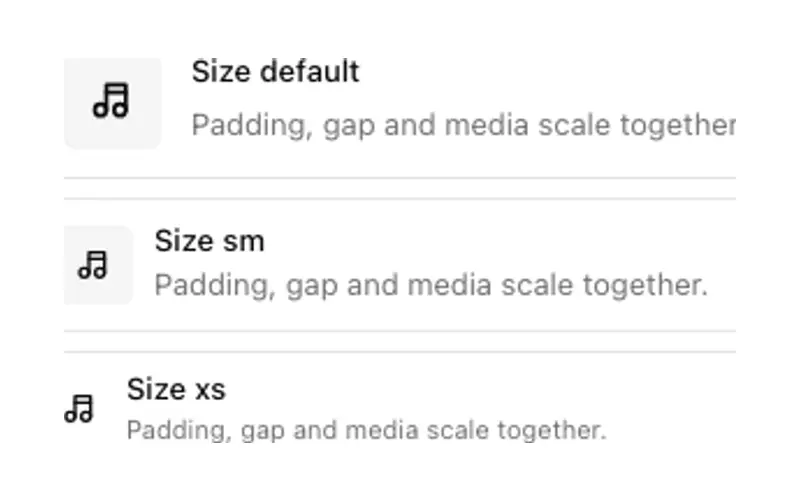 Size default
Padding, gap and media scale together
Size sm
Padding, gap and media scale together.
Size xs
Padding, gap and media scale together.